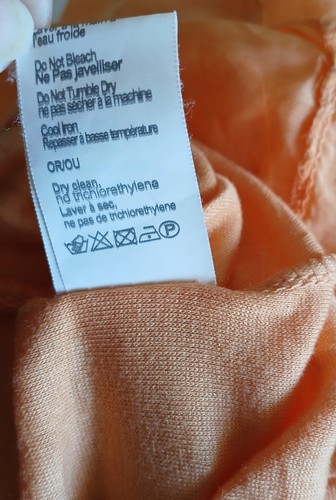 l'eau froide
Do Not Bleach
Ne Pas javelliser
Do Not Tumble Dry
ne pas sécher à la machine
Cool Iron
Repasser à basse température
OR/OU
Dry clean,
no trichlorethylene
Laver à sec,
ne pas de trichlorethylene
P